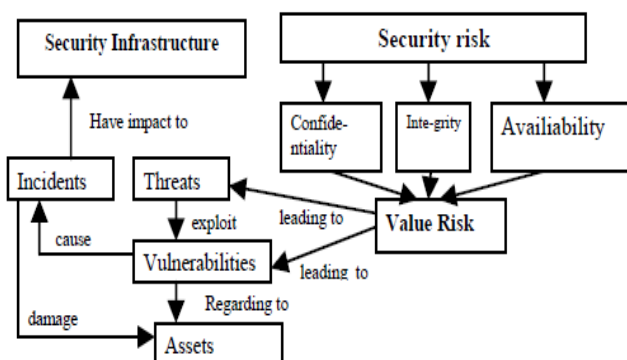 Security Infrastructure
Security risk
Have impact to
Confide-
ntiality
Inte-grity
Availiability
Incidents
Threats
leading to
Value Risk
exploit
cause
Vulnerabilities
leading to
Regarding to
damage
Assets